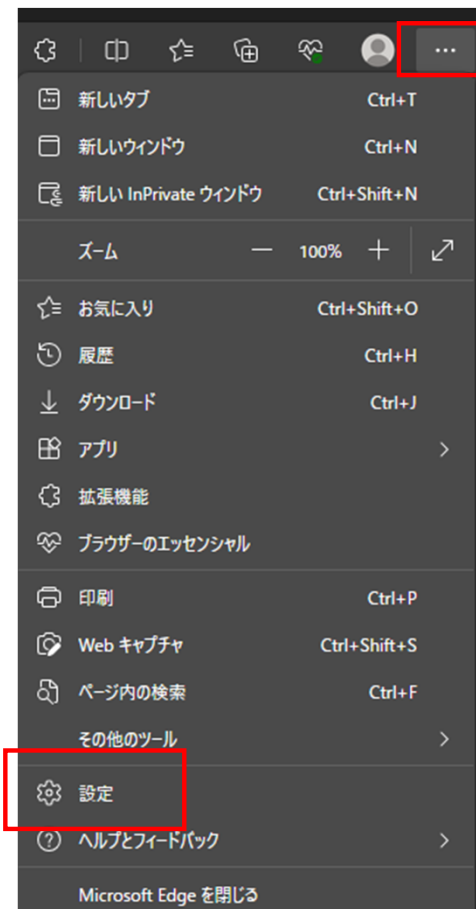 新しいタブ Ctrl+T
新しいウィンドウ Ctrl+N
新しい InPrivate ウィンドウ Ctrl+Shift+N
ズーム 100%
お気に入り Ctrl+Shift+O
履歴 Ctrl+H
ダウンロード Ctrl+J
アプリ
拡張機能
ブラウザーのエッセンシャル
印刷 Ctrl+P
Web キャプチャ Ctrl+Shift+S
ページ内の検索 Ctrl+F
その他のツール
設定
ヘルプとフィードバック
Microsoft Edge を閉じる